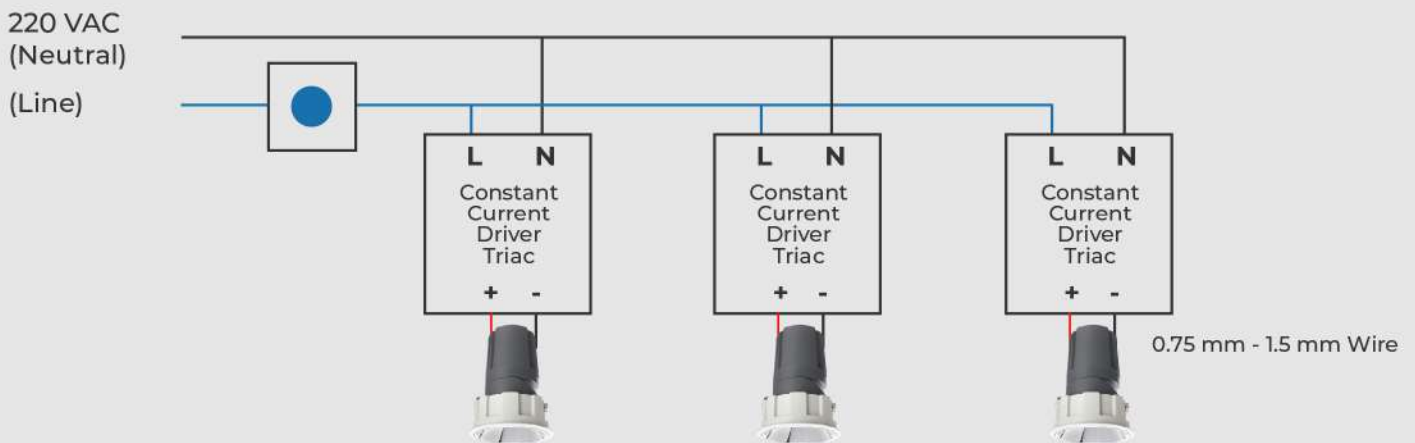 220 VAC
(Neutral)
(Line)
L N
Constant
Current
Driver
Triac
+ -
L N
Constant
Current
Driver
Triac
+ -
L N
Constant
Current
Driver
Triac
+ -
0.75 mm - 1.5 mm Wire